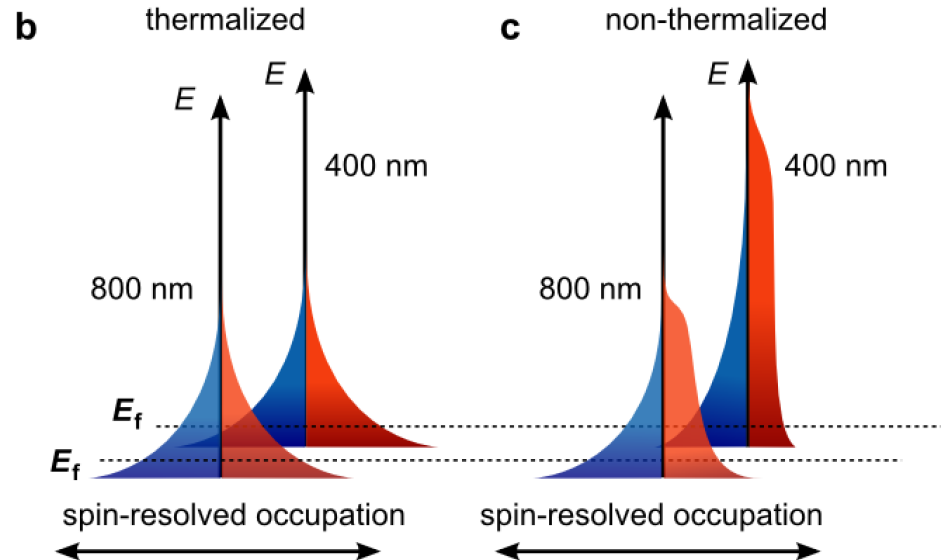 b
thermalized
E
E
400 nm
800 nm
Ef
Ef
spin-resolved occupation
c
non-thermalized
E
400 nm
800 nm
spin-resolved occupation